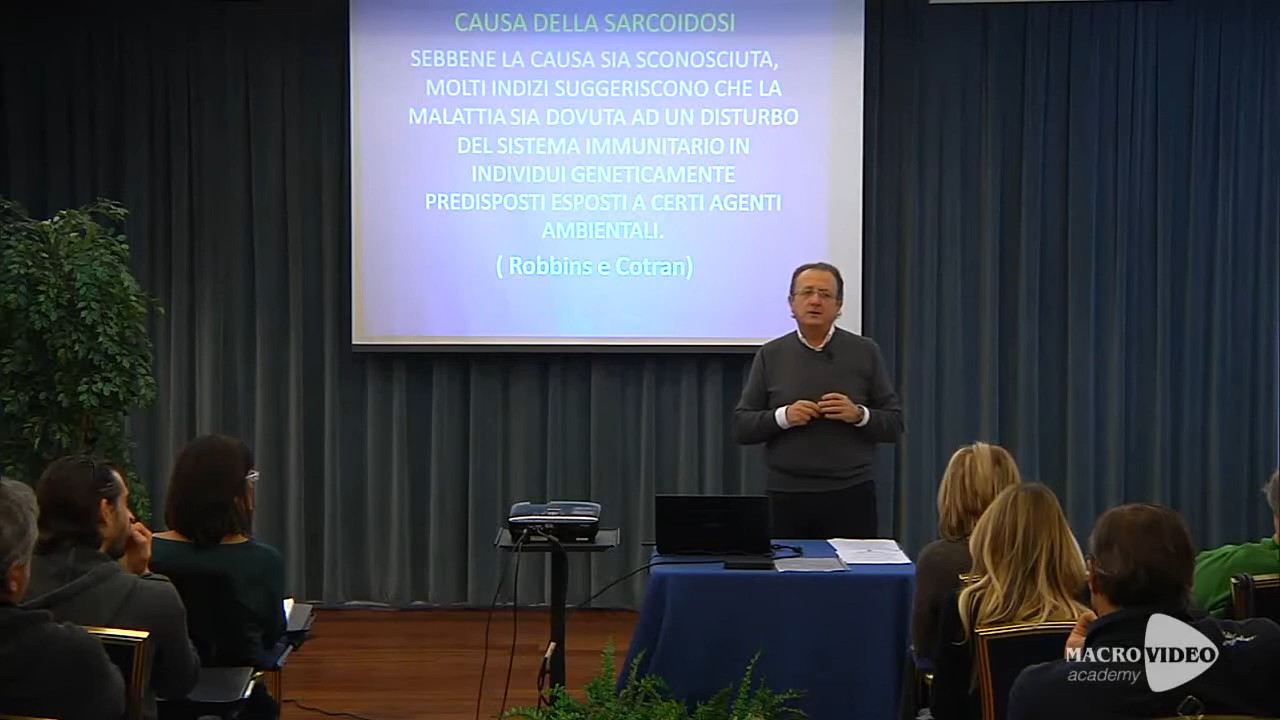 CAUSA DELLA SARCOIDOSI
SEBBENE LA CAUSA SIA SCONOSCIUTA,
MOLTI INDIZI SUGGERISCONO CHE LA
MALATTIA SIA DOVUTA AD UN DISTURBO
DEL SISTEMA IMMUNITARIO IN
INDIVIDUI GENETICAMENTE
PREDISPOSTI ESPOSTI A CERTI AGENTI
AMBIENTALI.
( Robbins e Cotran)
MACRO VIDEO
academy